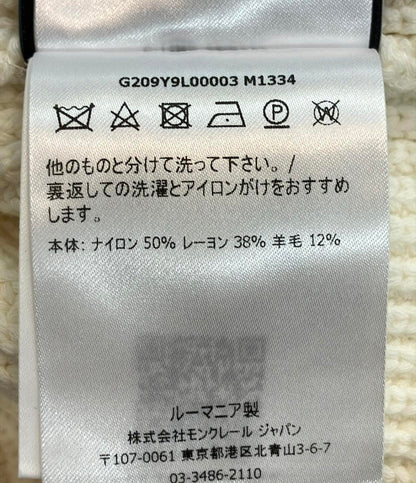 G209Y9L00003 M1334
P
W
他のものと分けて洗って下さい。/
裏返しての洗濯とアイロンがけをおすすめ
します。
本体: ナイロン 50% レーヨン 38% 羊毛 12%
ルーマニア製
株式会社モンクレール ジャパン
〒107-0061 東京都港区北青山3-6-7
03-3486-2110